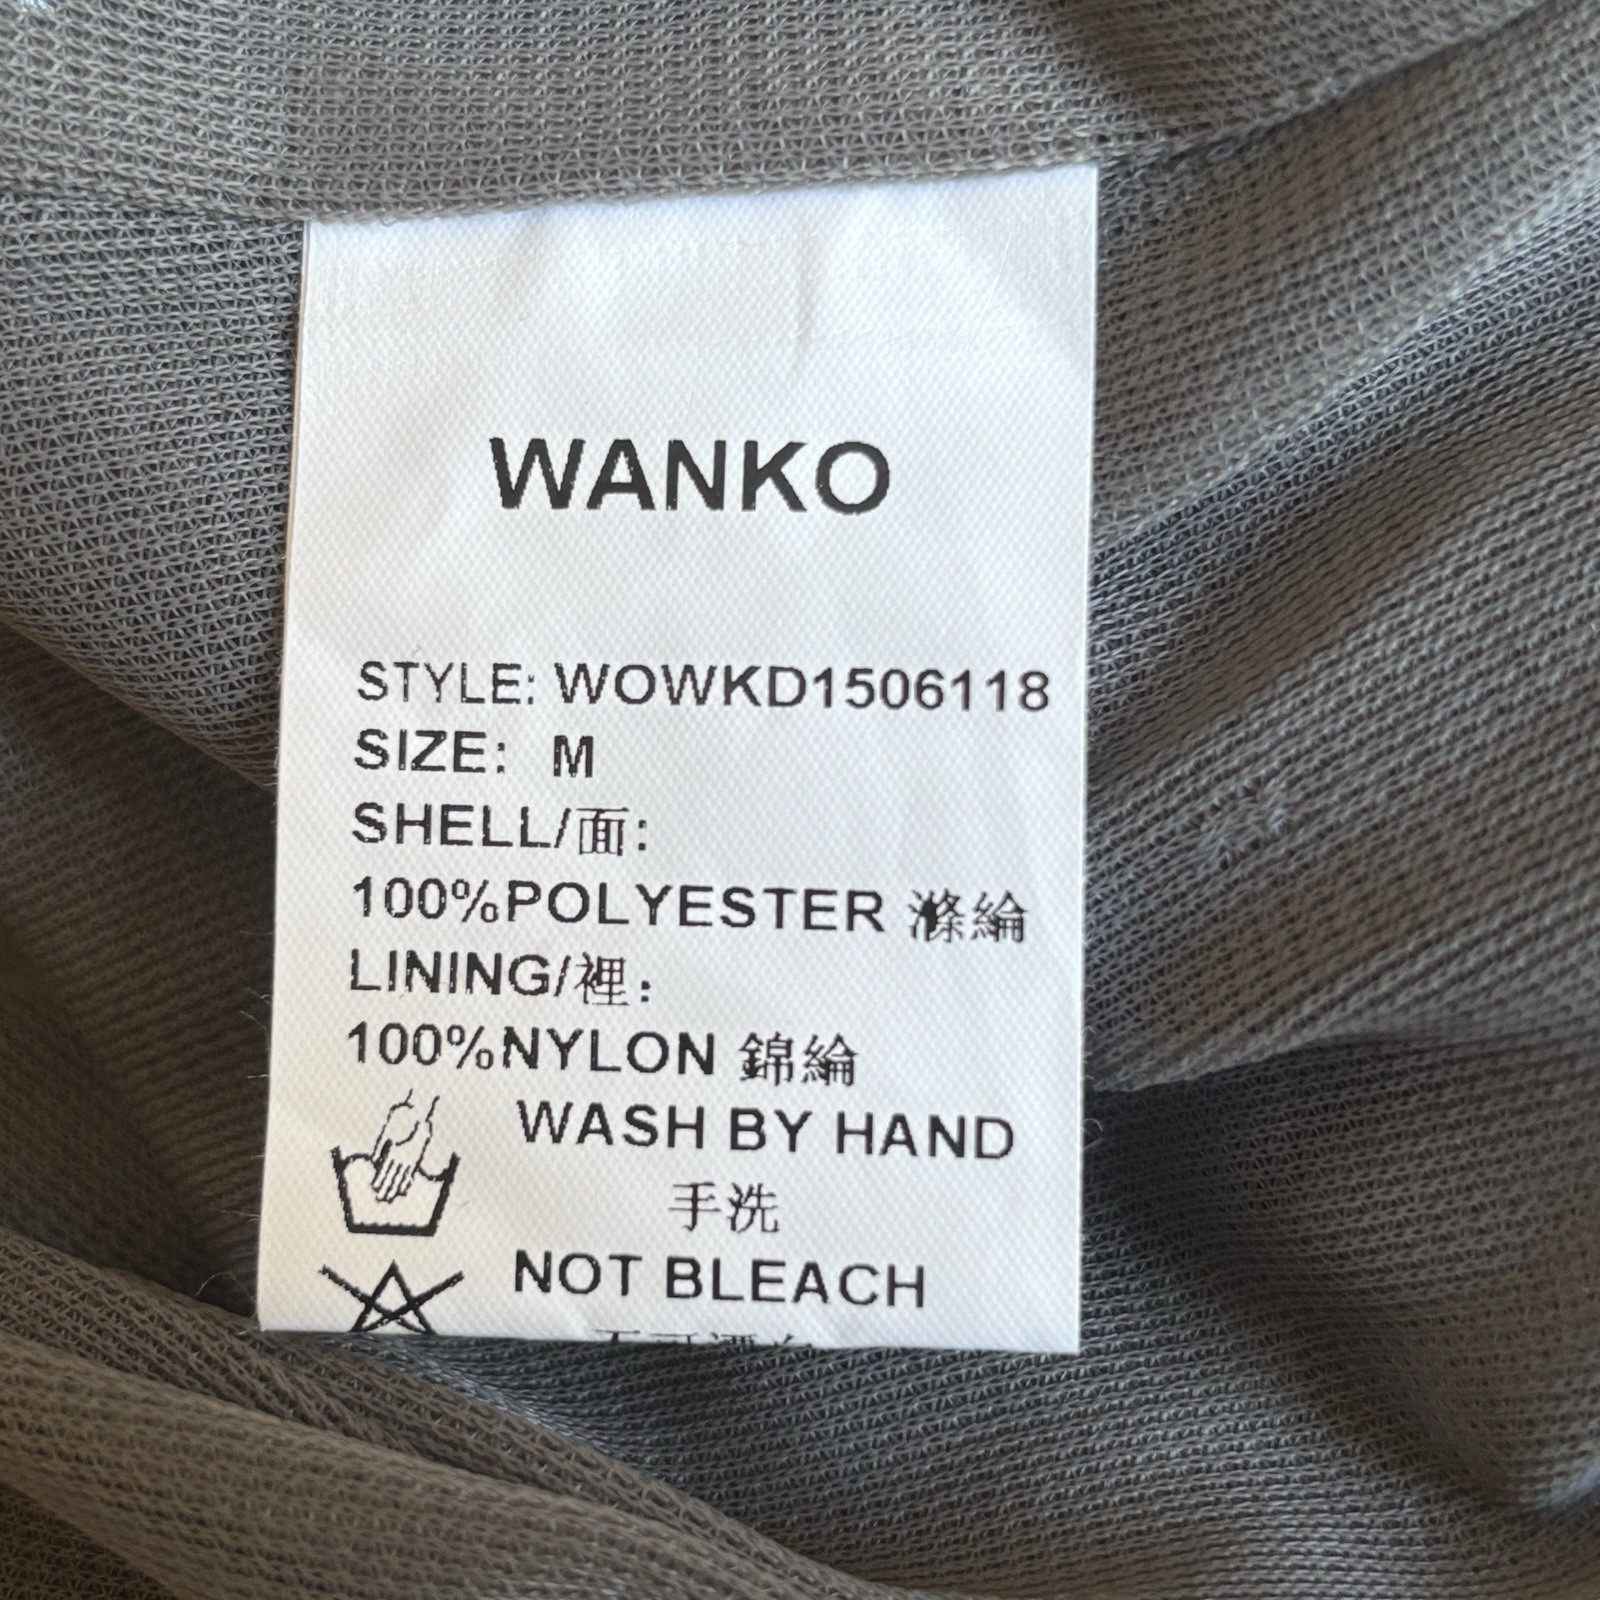 WANKO
STYLE: WOWKD1506118
SIZE: M
SHELL/面:
100%POLYESTER 滌綸
LINING/裡:
100%NYLON 錦綸
WASH BY HAND
手洗
NOT BLEACH